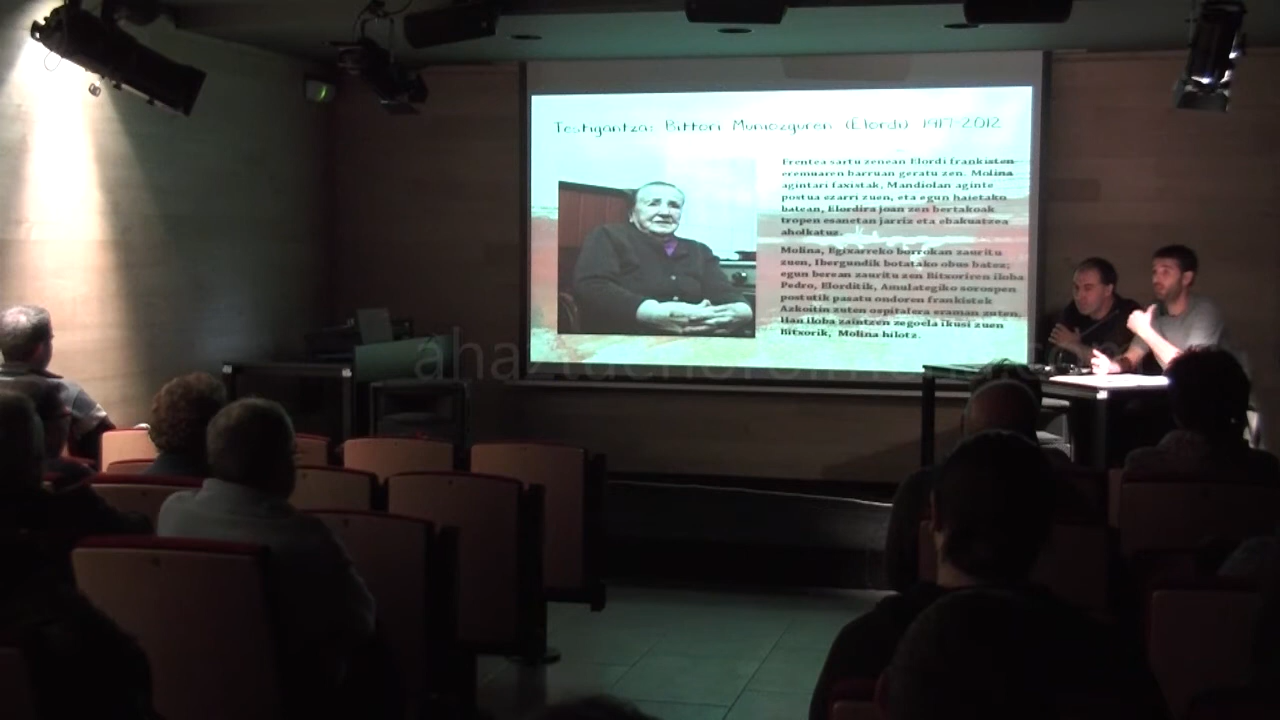 Testigantza: Bittori Muniozguren (Elordi) 1917-2012
Frentea sartu zenean Elordi frankisten
eremuaren barruan geratu zen. Molina
agintari faxistak, Mandiolan aginte
postua ezarri zuen, eta egun haietako
batean, Elordira joan zen bertakoak
tropen esanetan jarriz eta ebakuatzea
aholkatuz.
Molina, Egixarreko borrokan zauritu
zuen, Ibergundik botatako obus batez;
egun berean zauritu zen Bitxoriren iloba
Pedro, Elorditik, Amulategiko sorospen
postutik pasatu ondoren frankistek
Azkoitin zuten ospitalera eraman zuten.
Han iloba zaintzen zegoela ikusi zuen
Bitxorik, Molina hilotz.